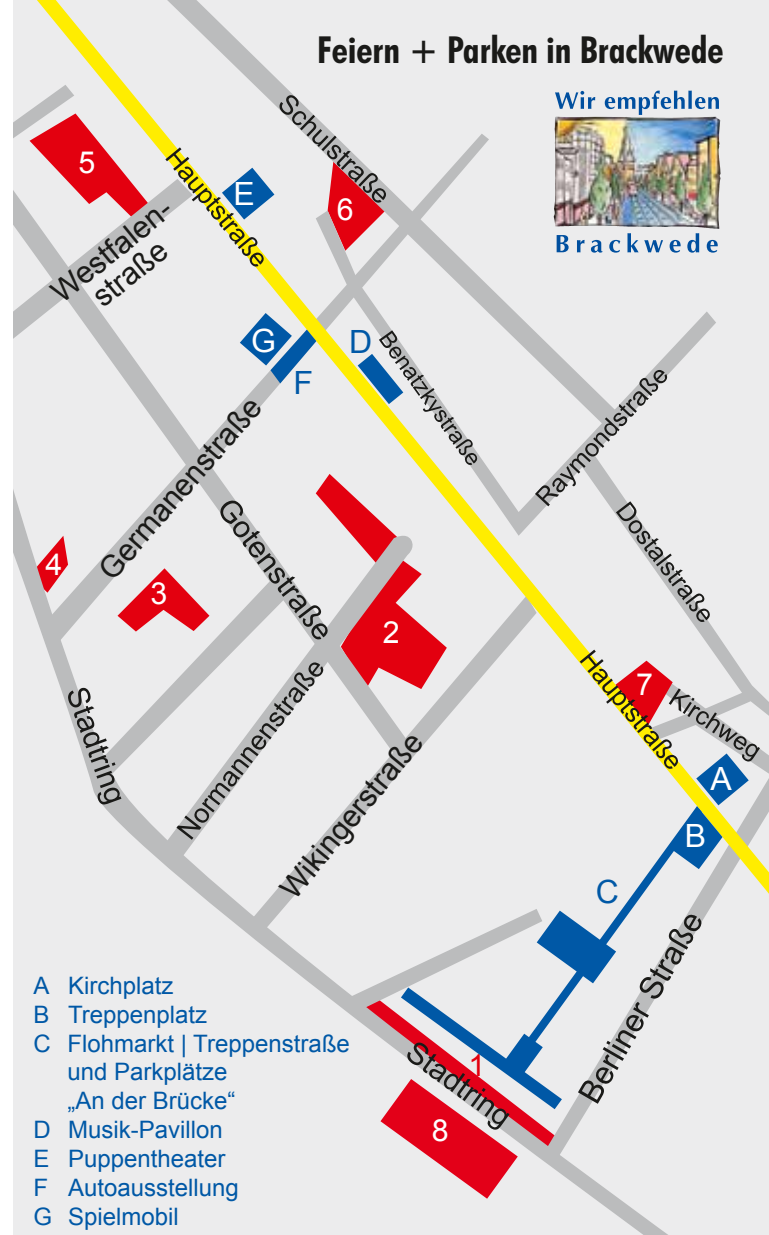 Feiern + Parken in Brackwede
Wir empfehlen
Brackwede
Schulstraße
5
Hauptstraße
E
6
Westfalen-
straße
G
D
F
Benatzkystraße
Raymondstraße
Germanenstraße
Gotenstraße
Dostalstraße
4
3
2
Hauptstraße
7
Kirchweg
Stadtring
Normannenstraße
Wikingerstraße
A
B
C
Berliner Straße
1
Stadtring
8
A Kirchplatz
B Treppenplatz
C Flohmarkt | Treppenstraße
und Parkplätze
„An der Brücke“
D Musik-Pavillon
E Puppentheater
F Autoausstellung
G Spielmobil